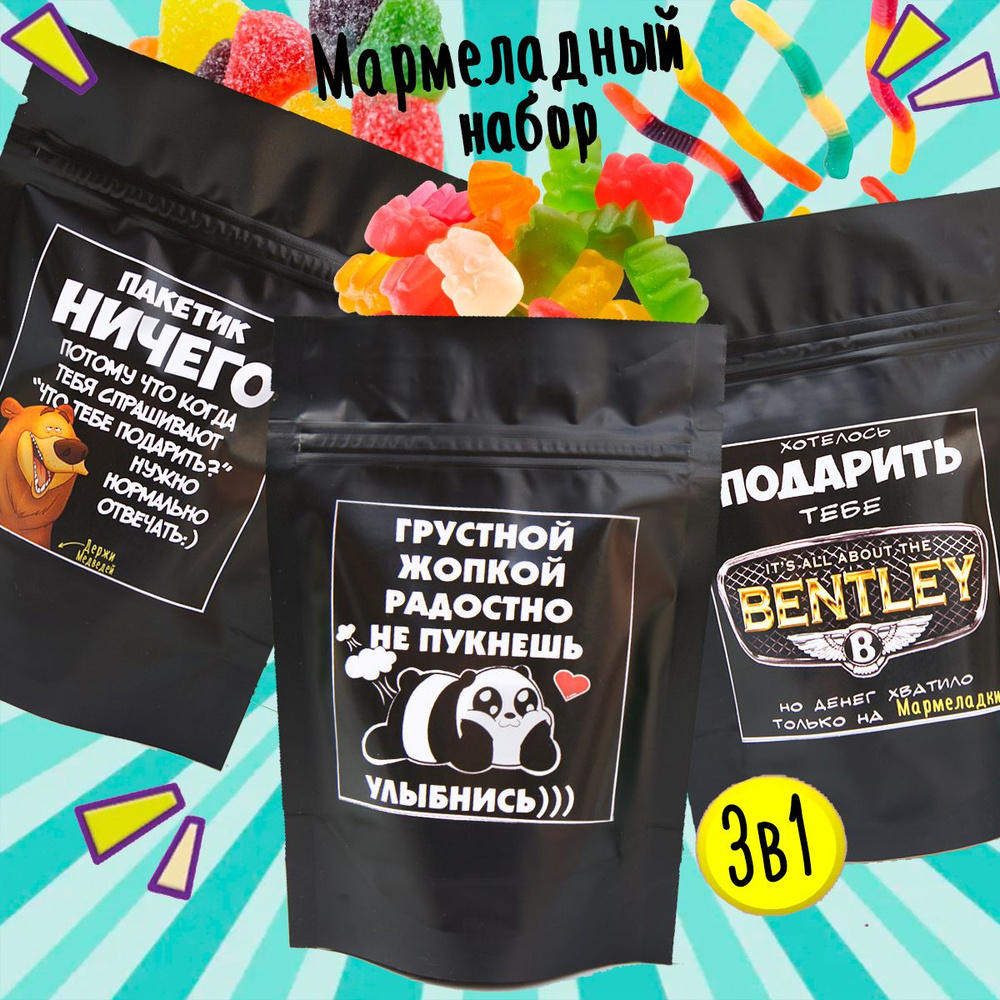 Мармеладный
набор
ПАКЕТИК
НИЧЕГО
ПОТОМУ ЧТО КОГДА
ТЕБЯ СПРАШИВАЮТ
"ЧТО ТЕБЕ ПОДАРИТЬ?"
НУЖНО
НОРМАЛЬНО
ОТВЕЧАТЬ:)
Держи
Медведей
ГРУСТНОЙ
ЖОПКОЙ
РАДОСТНО
НЕ ПУКНЕШЬ
УЛЫБНИСЬ)))
ХОТЕЛОСЬ
ПОДАРИТЬ
ТЕБЕ
IT'S ALL ABOUT THE
BENTLEY
B
НО ДЕНЕГ ХВАТИЛО
ТОЛЬКО НА Мармеладки
3в1